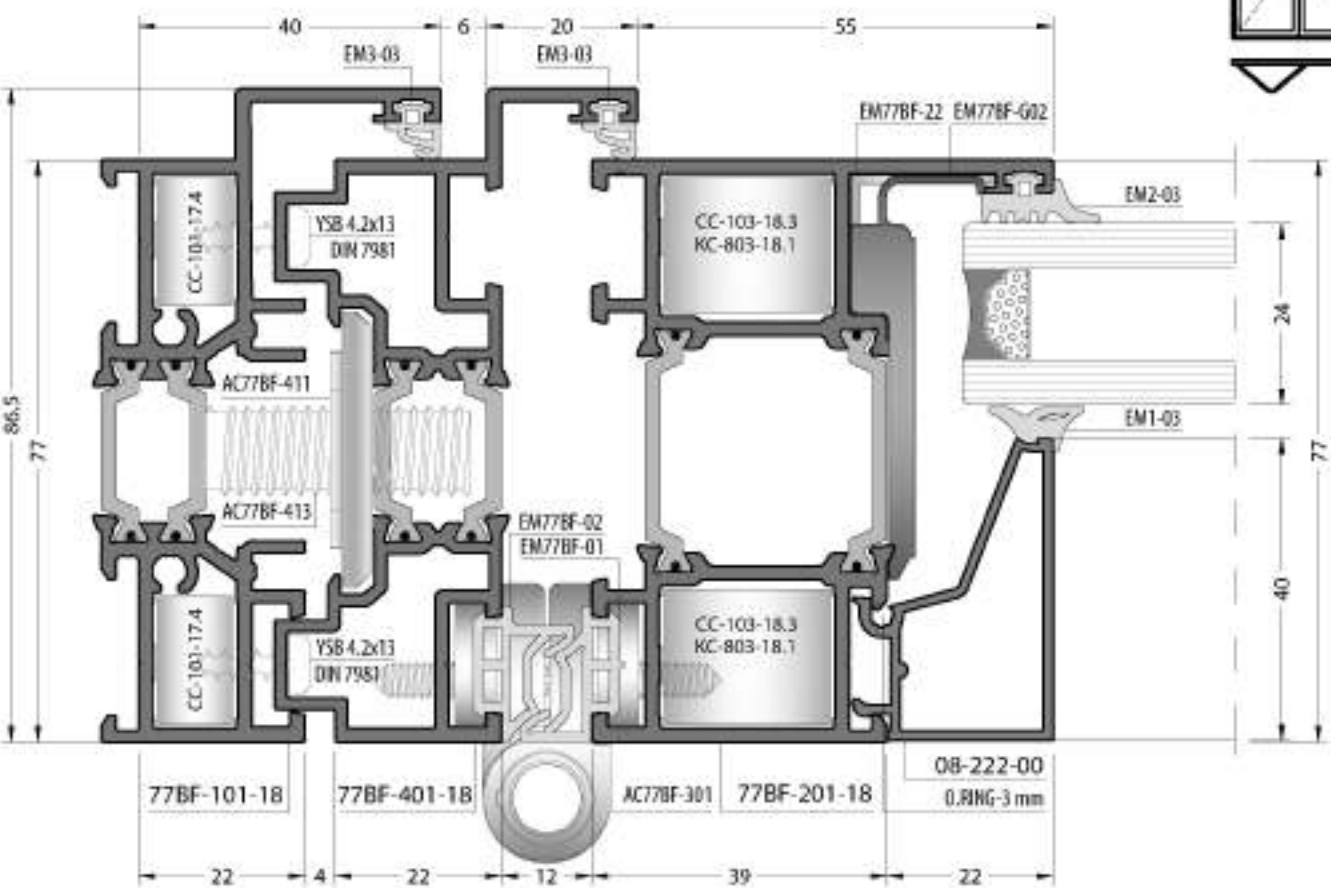 40 6 20 55
EM3-03 EM3-03
EM77BF-22 EM77BF-G02
EM2-03
CC-103-17.4
YSB 4.2x13
DIN 7981
CC-103-18.3
KC-803-18.1
24
86.5
77
77
AC77BF-411
EM1-03
AC77BF-413
EM77BF-02
EM77BF-01
40
CC-103-17.4
YSB 4.2x13
DIN 7981
CC-103-18.3
KC-803-18.1
08-222-00
77BF-101-18 77BF-401-18 AC77BF-301 77BF-201-18
O.RING-3 mm
22 4 22 12 39 22